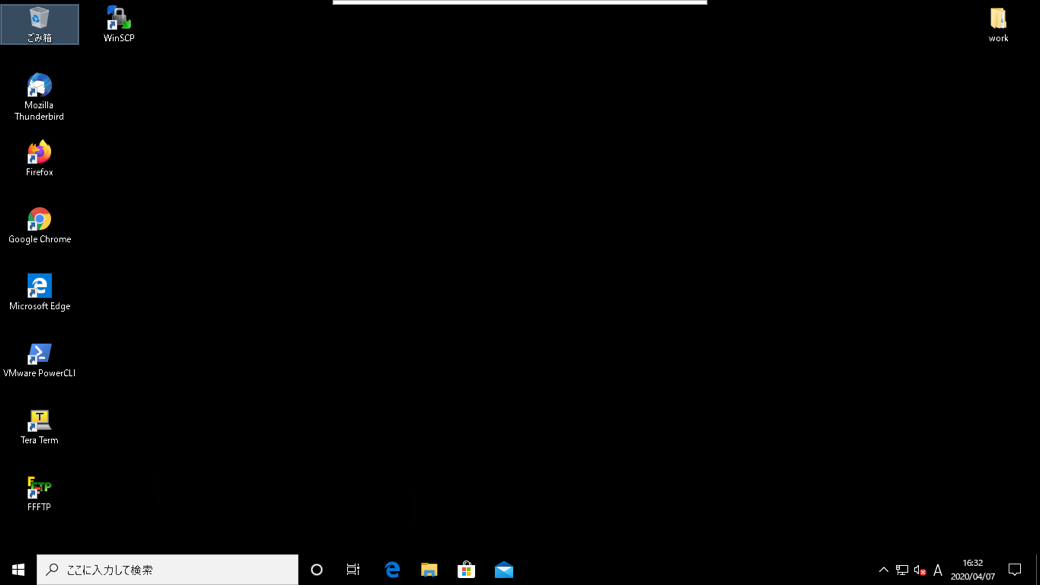 ごみ箱
WinSCP
work
Mozilla
Thunderbird
Firefox
Google Chrome
Microsoft Edge
VMware PowerCLI
T
Tera Term
FFFTP
ここに入力して検索
A
16:32
2020/04/07